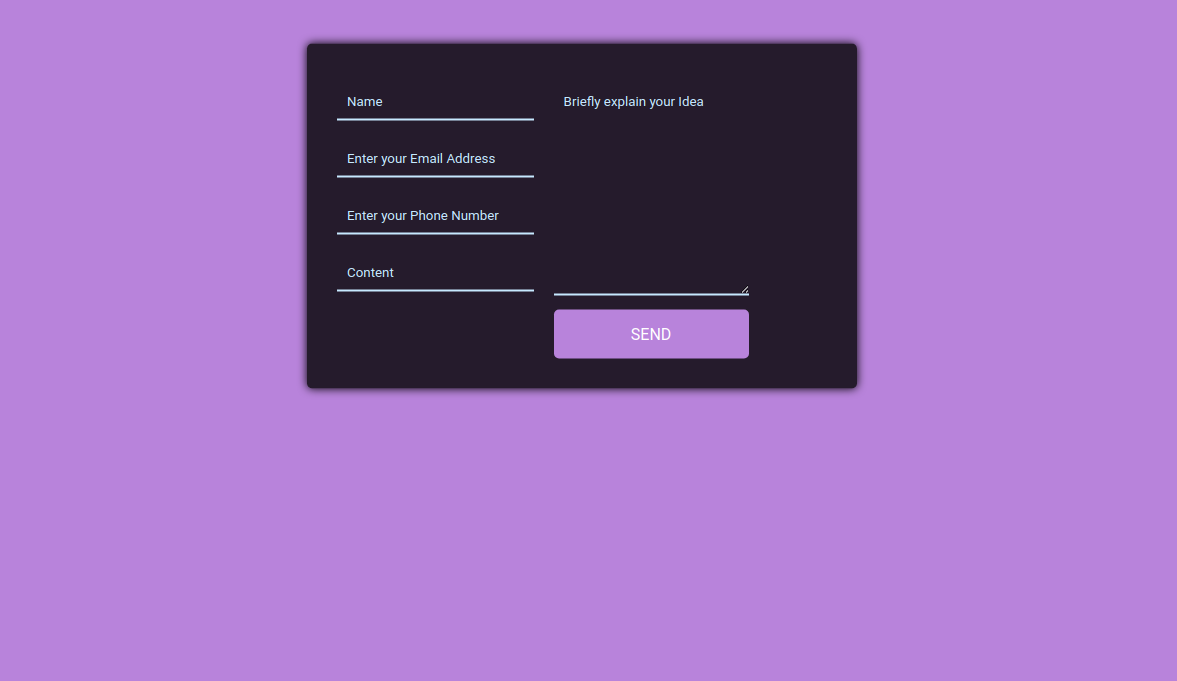 Name
Enter your Email Address
Enter your Phone Number
Content
Briefly explain your Idea
SEND